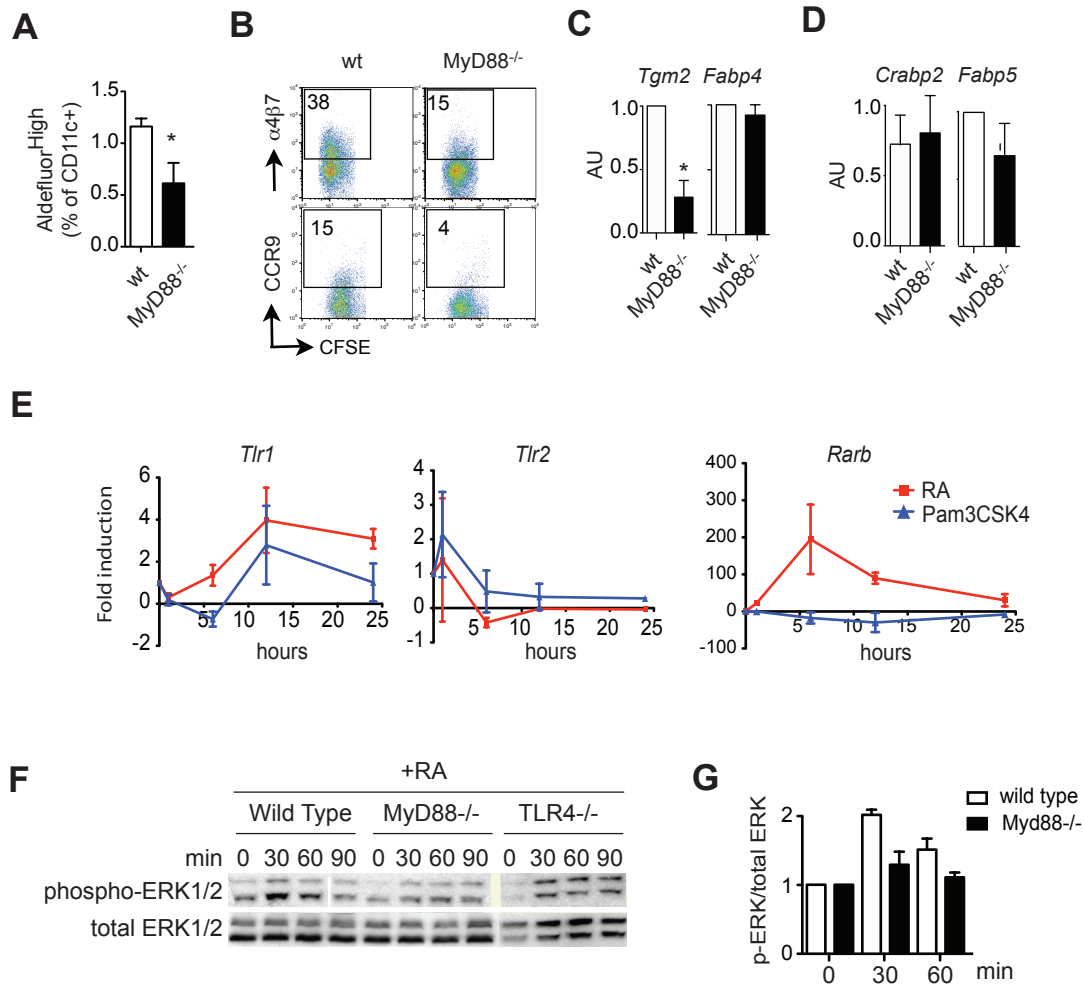 A
AldefluorHigh
(% of CD11c+)
1.5
1.0
0.5
0.0
*
wt
MyD88-/-
B
wt
MyD88-/-
α4β7
CCR9
38
15
15
4
CFSE
C
Tgm2 Fabp4
AU
1.0
0.5
0.0
*
wt
MyD88-/-
wt
MyD88-/-
D
Crabp2 Fabp5
AU
1.0
0.5
0.0
wt
MyD88-/-
wt
MyD88-/-
E
Tlr1
Fold induction
6
4
2
0
-2
5 10 15 20 25
hours
Tlr2
4
3
2
1
0
-1
5 10 15 20 25
hours
Rarb
400
300
200
100
0
-100
5 10 15 20 25
hours
RA
Pam3CSK4
F
+RA
Wild Type MyD88-/- TLR4-/-
min 0 30 60 90 0 30 60 90 0 30 60 90
phospho-ERK1/2
total ERK1/2
G
p-ERK/total ERK
2
1
0
0 30 60 min
wild type
Myd88-/-